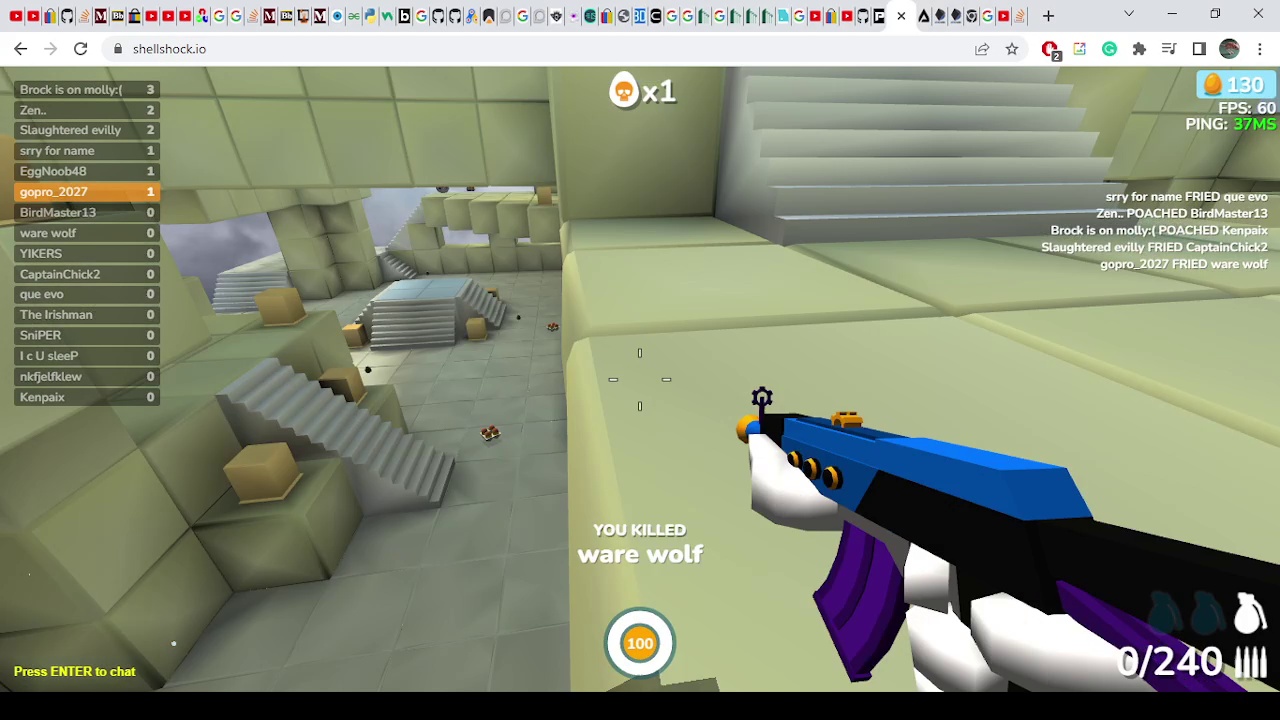 shellshock.io
2
Brock is on molly:( 3
Zen.. 2
Slaughtered evilly 2
srry for name 1
EggNoob48 1
gopro_2027 1
BirdMaster13 0
ware wolf 0
YIKERS 0
CaptainChick2 0
que evo 0
The Irishman 0
SniPER 0
I c U sleeP 0
nkfjelfklew 0
Kenpaix 0
x1
130
FPS: 60
PING: 37MS
srry for name FRIED que evo
Zen.. POACHED BirdMaster13
Brock is on molly:( POACHED Kenpaix
Slaughtered evilly FRIED CaptainChick2
gopro_2027 FRIED ware wolf
YOU KILLED
ware wolf
100
0/240
Press ENTER to chat